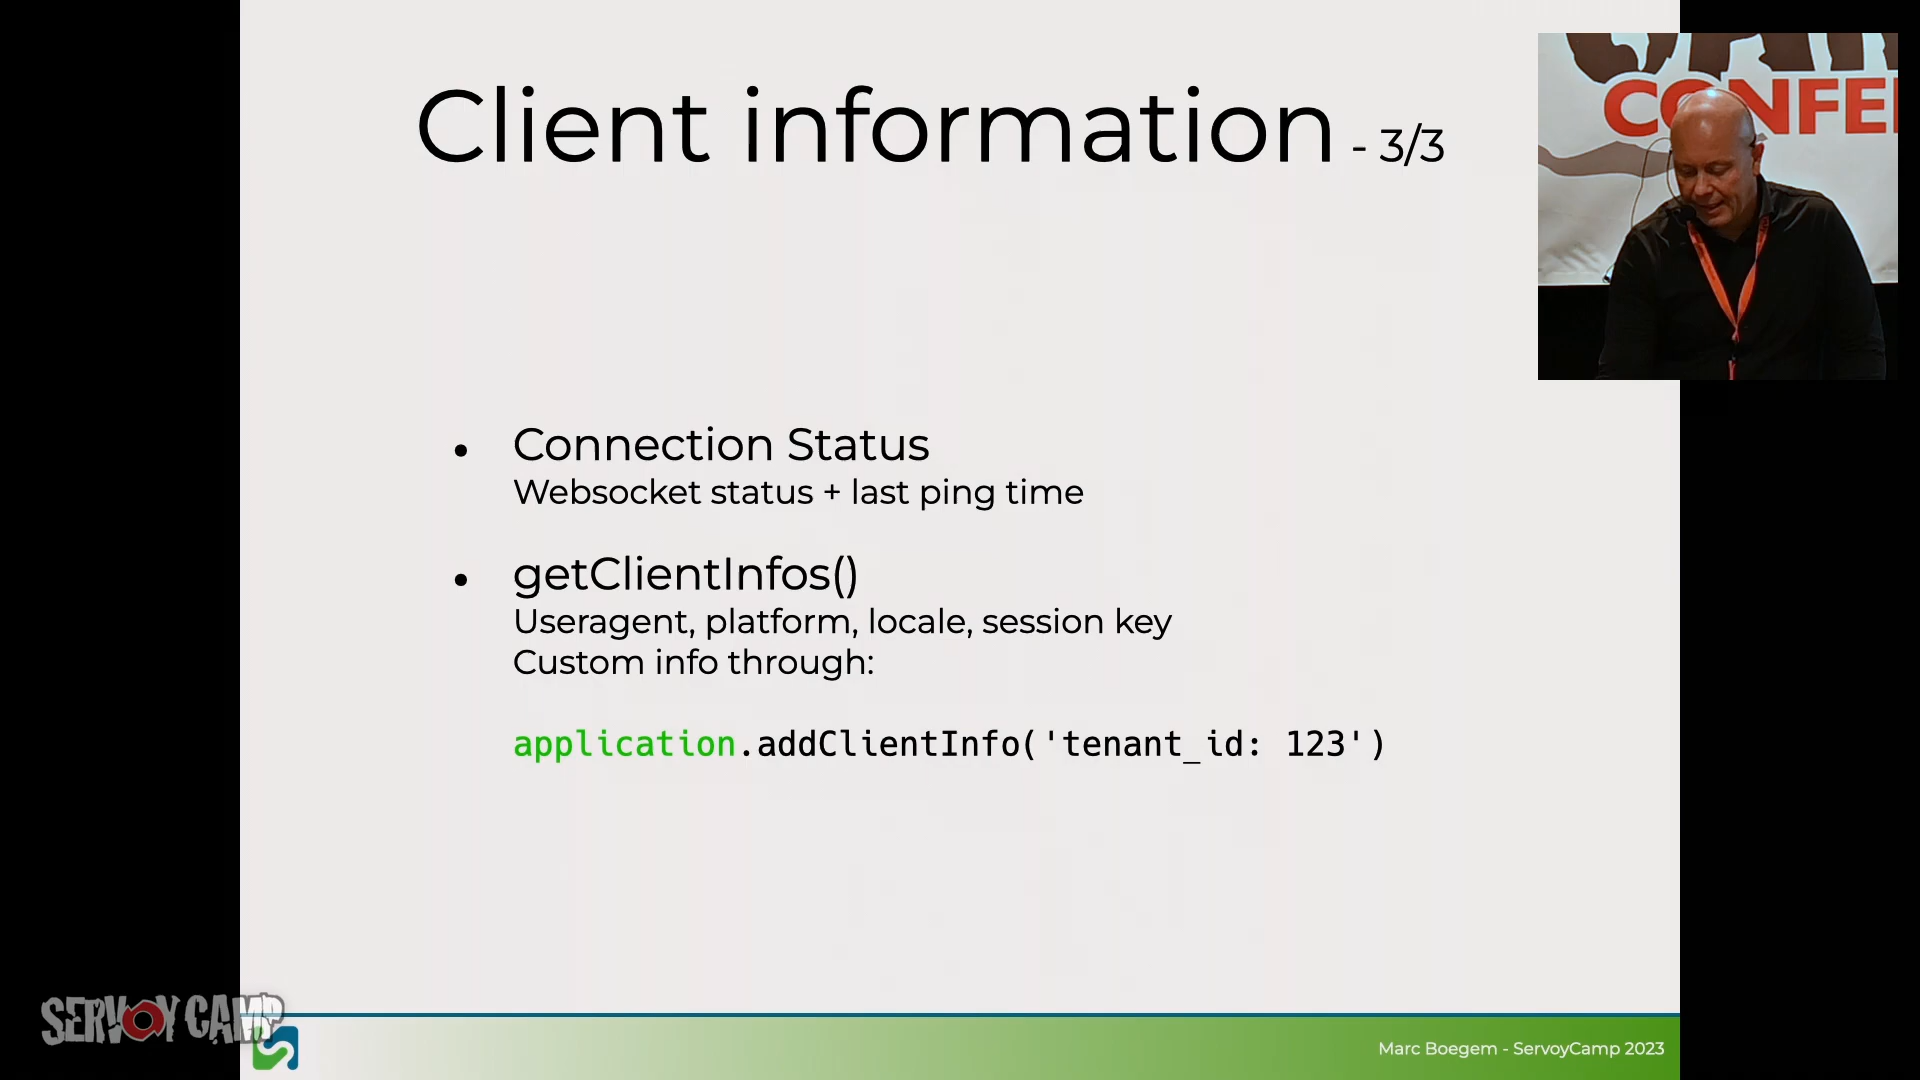 Client information - 3/3
CONFE
• Connection Status
Websocket status + last ping time
• getClientInfos()
Useragent, platform, locale, session key
Custom info through:
application.addClientInfo('tenant_id: 123')
SERVOY CAMP
Marc Boegem - ServoyCamp 2023